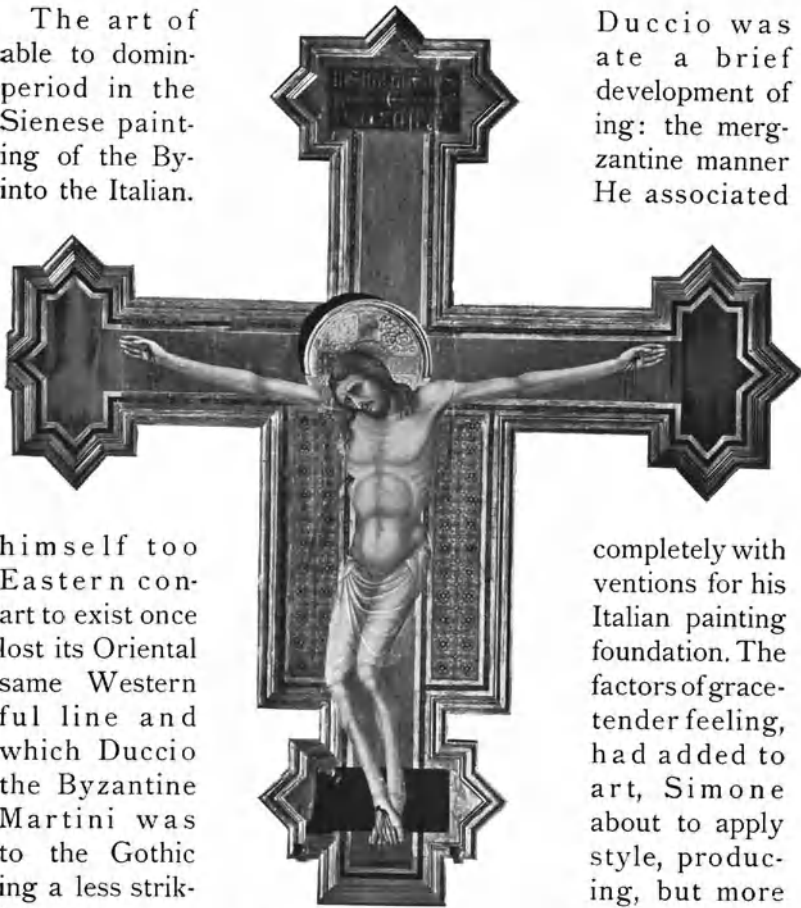 The art of Duccio was
able to domin- ate a brief
period in the development of
Sienese paint- ing: the merg-
ing of the By- zantine manner
into the Italian. He associated
himself too completely with
Eastern con- ventions for his
art to exist once Italian painting
lost its Oriental foundation. The
same Western factors of grace-
ful line and tender feeling,
which Duccio had added to
the Byzantine art, Simone
Martini was about to apply
to the Gothic style, produc-
ing a less strik- ing, but more